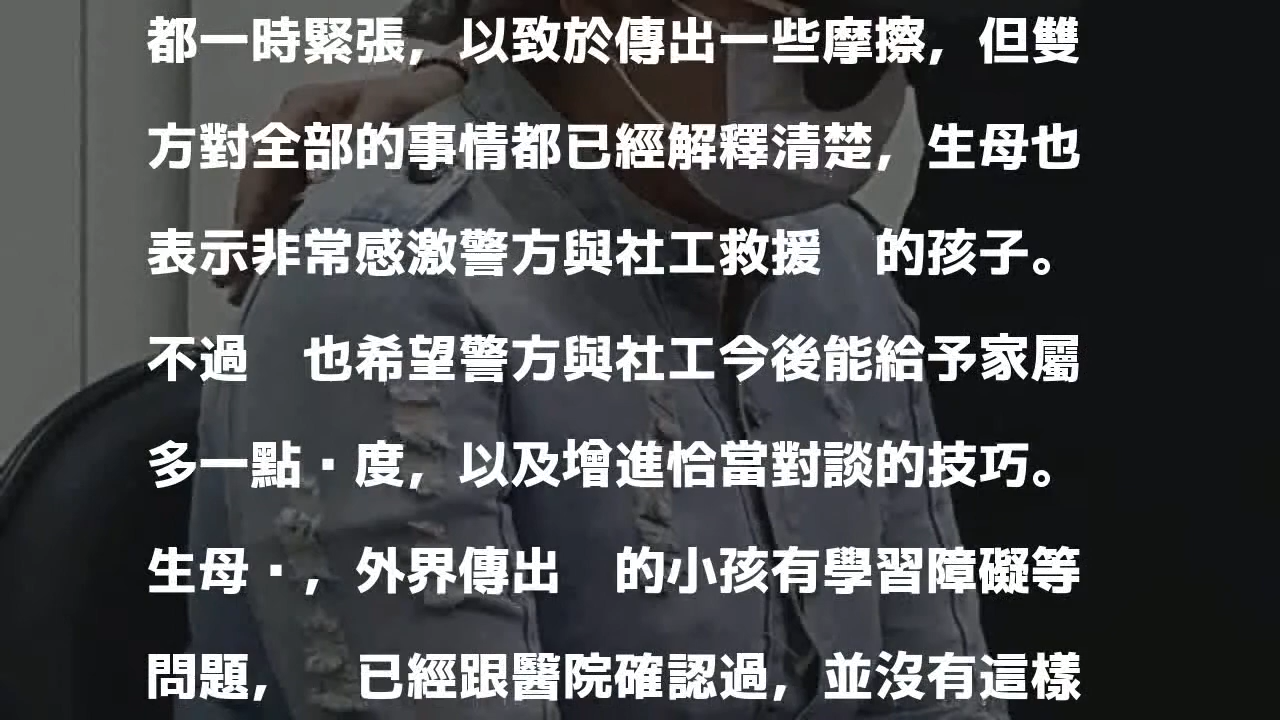 都一時緊張，以致於傳出一些摩擦，但雙
方對全部的事情都已經解釋清楚，生母也
表示非常感激警方與社工救援　的孩子。
不過　也希望警方與社工今後能給予家屬
多一點·度，以及增進恰當對談的技巧。
生母·，外界傳出　的小孩有學習障礙等
問題，　已經跟醫院確認過，並沒有這樣